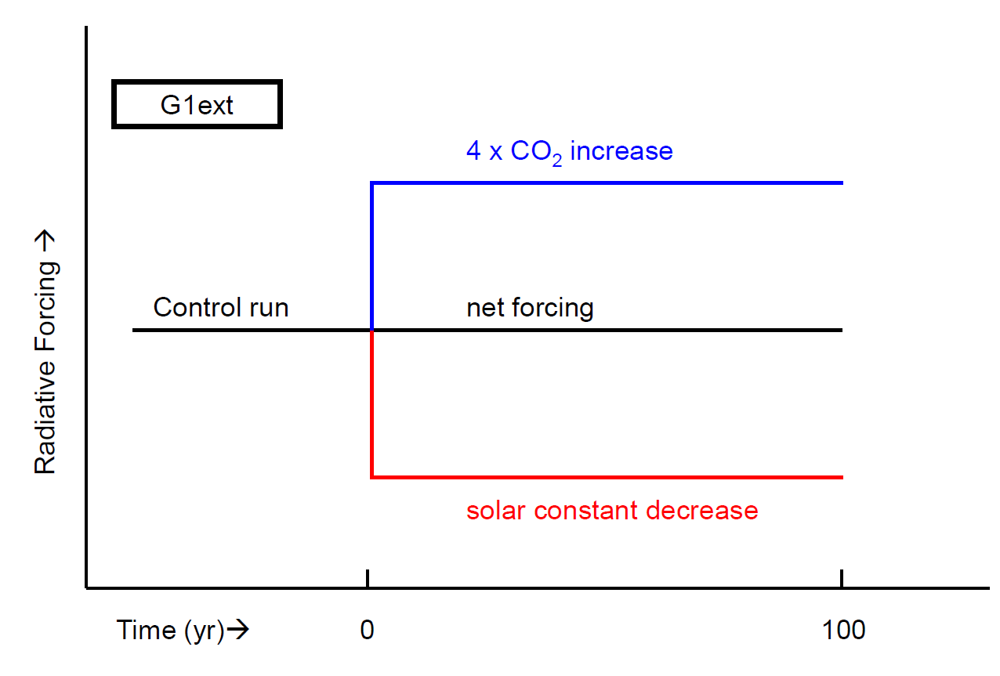 G1ext
4 x CO₂ increase
Radiative Forcing →
Control run
net forcing
solar constant decrease
Time (yr)→
0
100